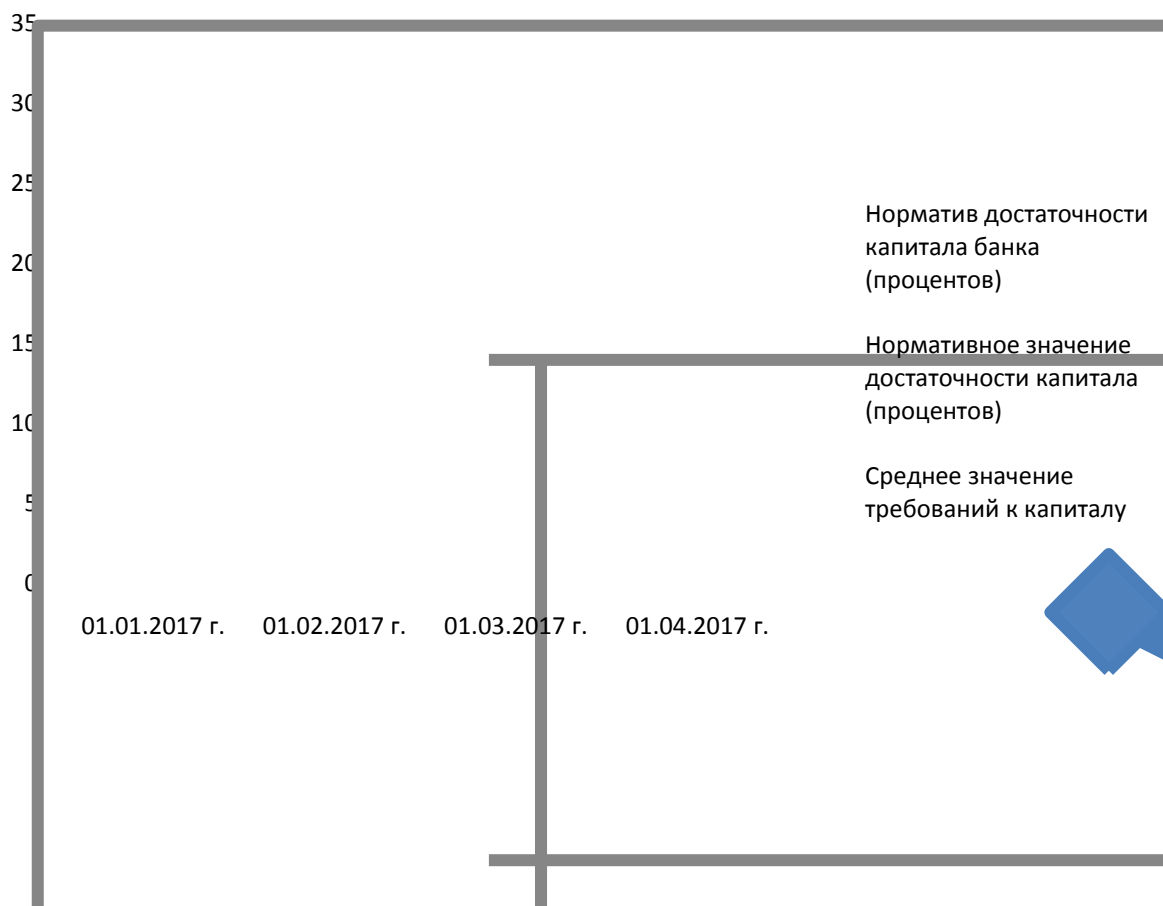 35
30
25
20
15
10
5
0
01.01.2017 г. 01.02.2017 г. 01.03.2017 г. 01.04.2017 г.
Норматив достаточности
капитала банка
(процентов)
Нормативное значение
достаточности капитала
(процентов)
Среднее значение
требований к капиталу